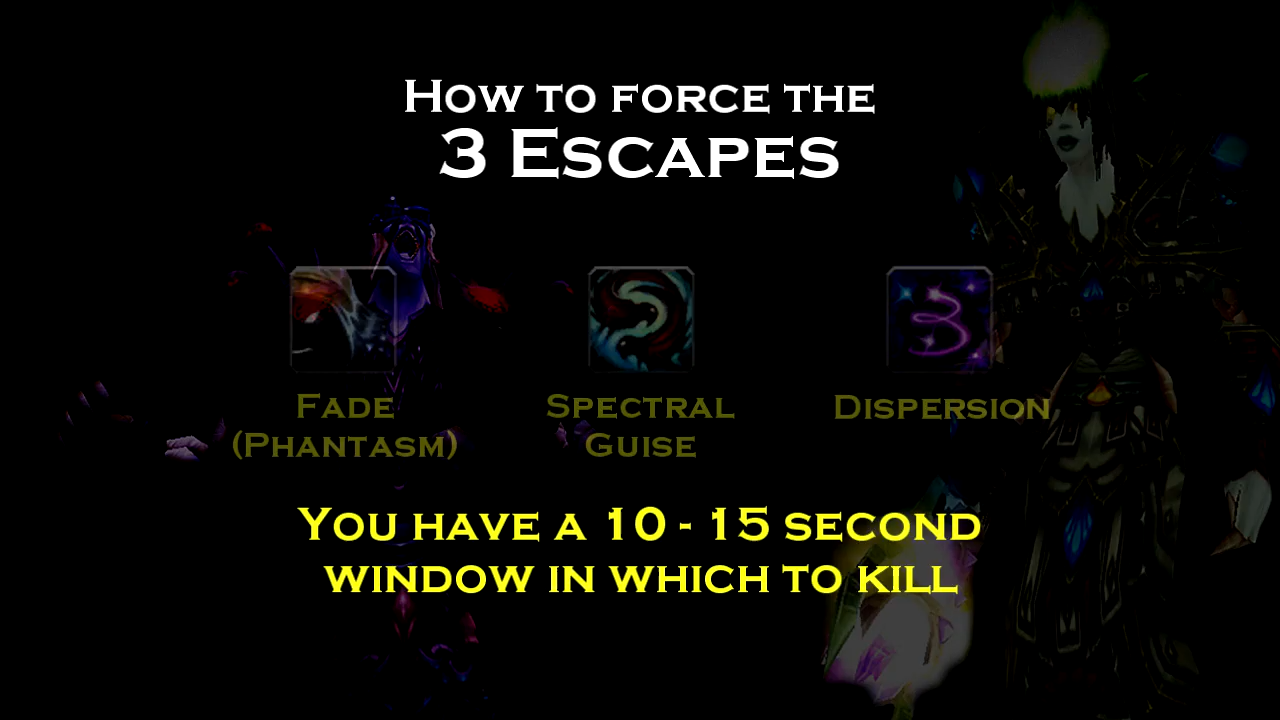 How to force the
3 Escapes
Fade
(Phantasm)
Spectral
Guise
Dispersion
You have a 10 - 15 second
window in which to kill